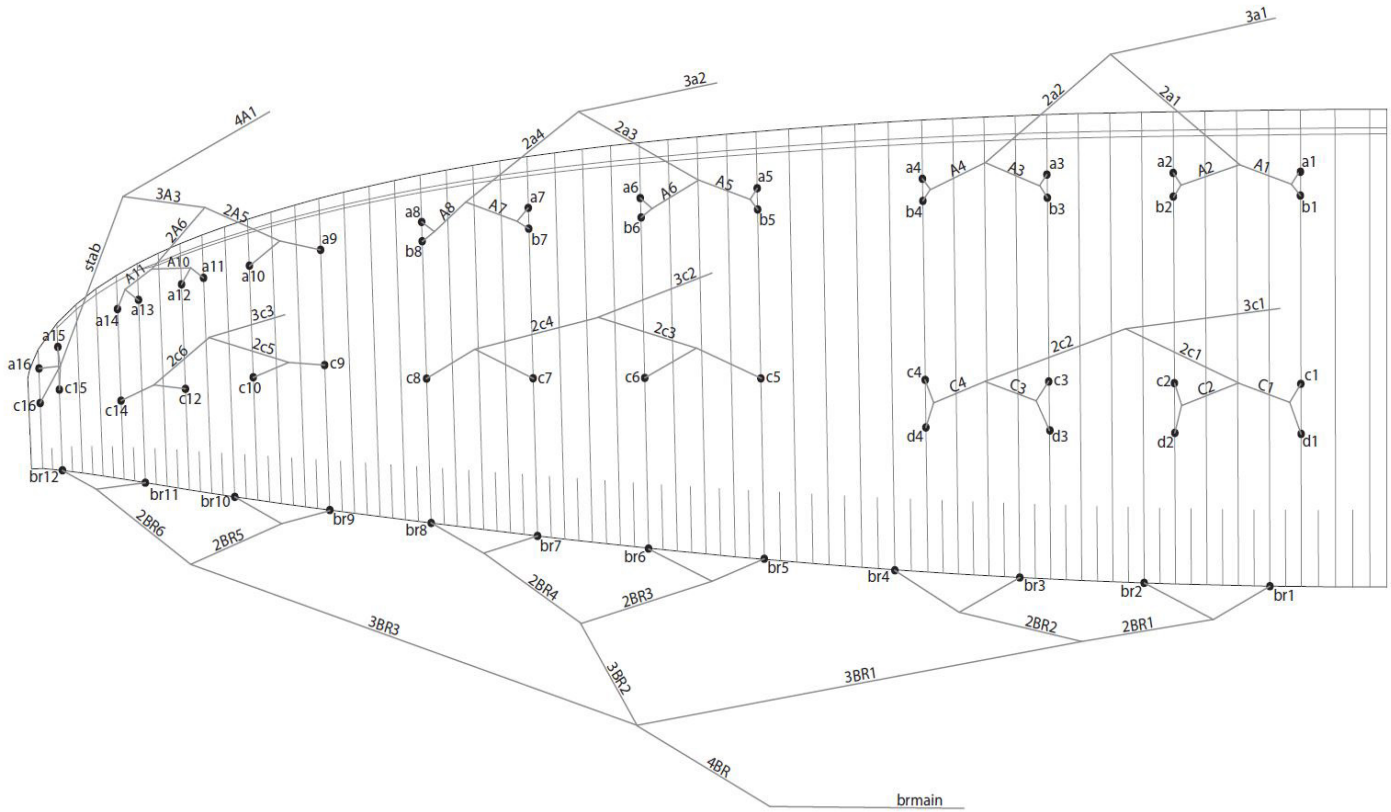 3a1
3a2
2a2
2a1
4A1
2a4
2a3
a4
A4
A3
a3
a2
A2
A1
a1
b4
b3
b2
b1
3A3
2A6
2A5
a6
A6
A5
a5
b6
b5
a8
A8
A7
a7
b8
b7
stab
A11
A10
a11
a10
a9
a12
a13
a14
3c2
3c1
3c3
a15
a16
2c6
2c5
2c4
2c3
2c2
2c1
c16
c15
c14
c12
c10
c9
c8
c7
c6
c5
c4
C4
C3
c3
c2
C2
C1
c1
d4
d3
d2
d1
br12
br11
br10
br9
br8
br7
br6
br5
br4
br3
br2
br1
2BR6
2BR5
2BR4
2BR3
2BR2
2BR1
3BR3
3BR2
3BR1
4BR
brmain